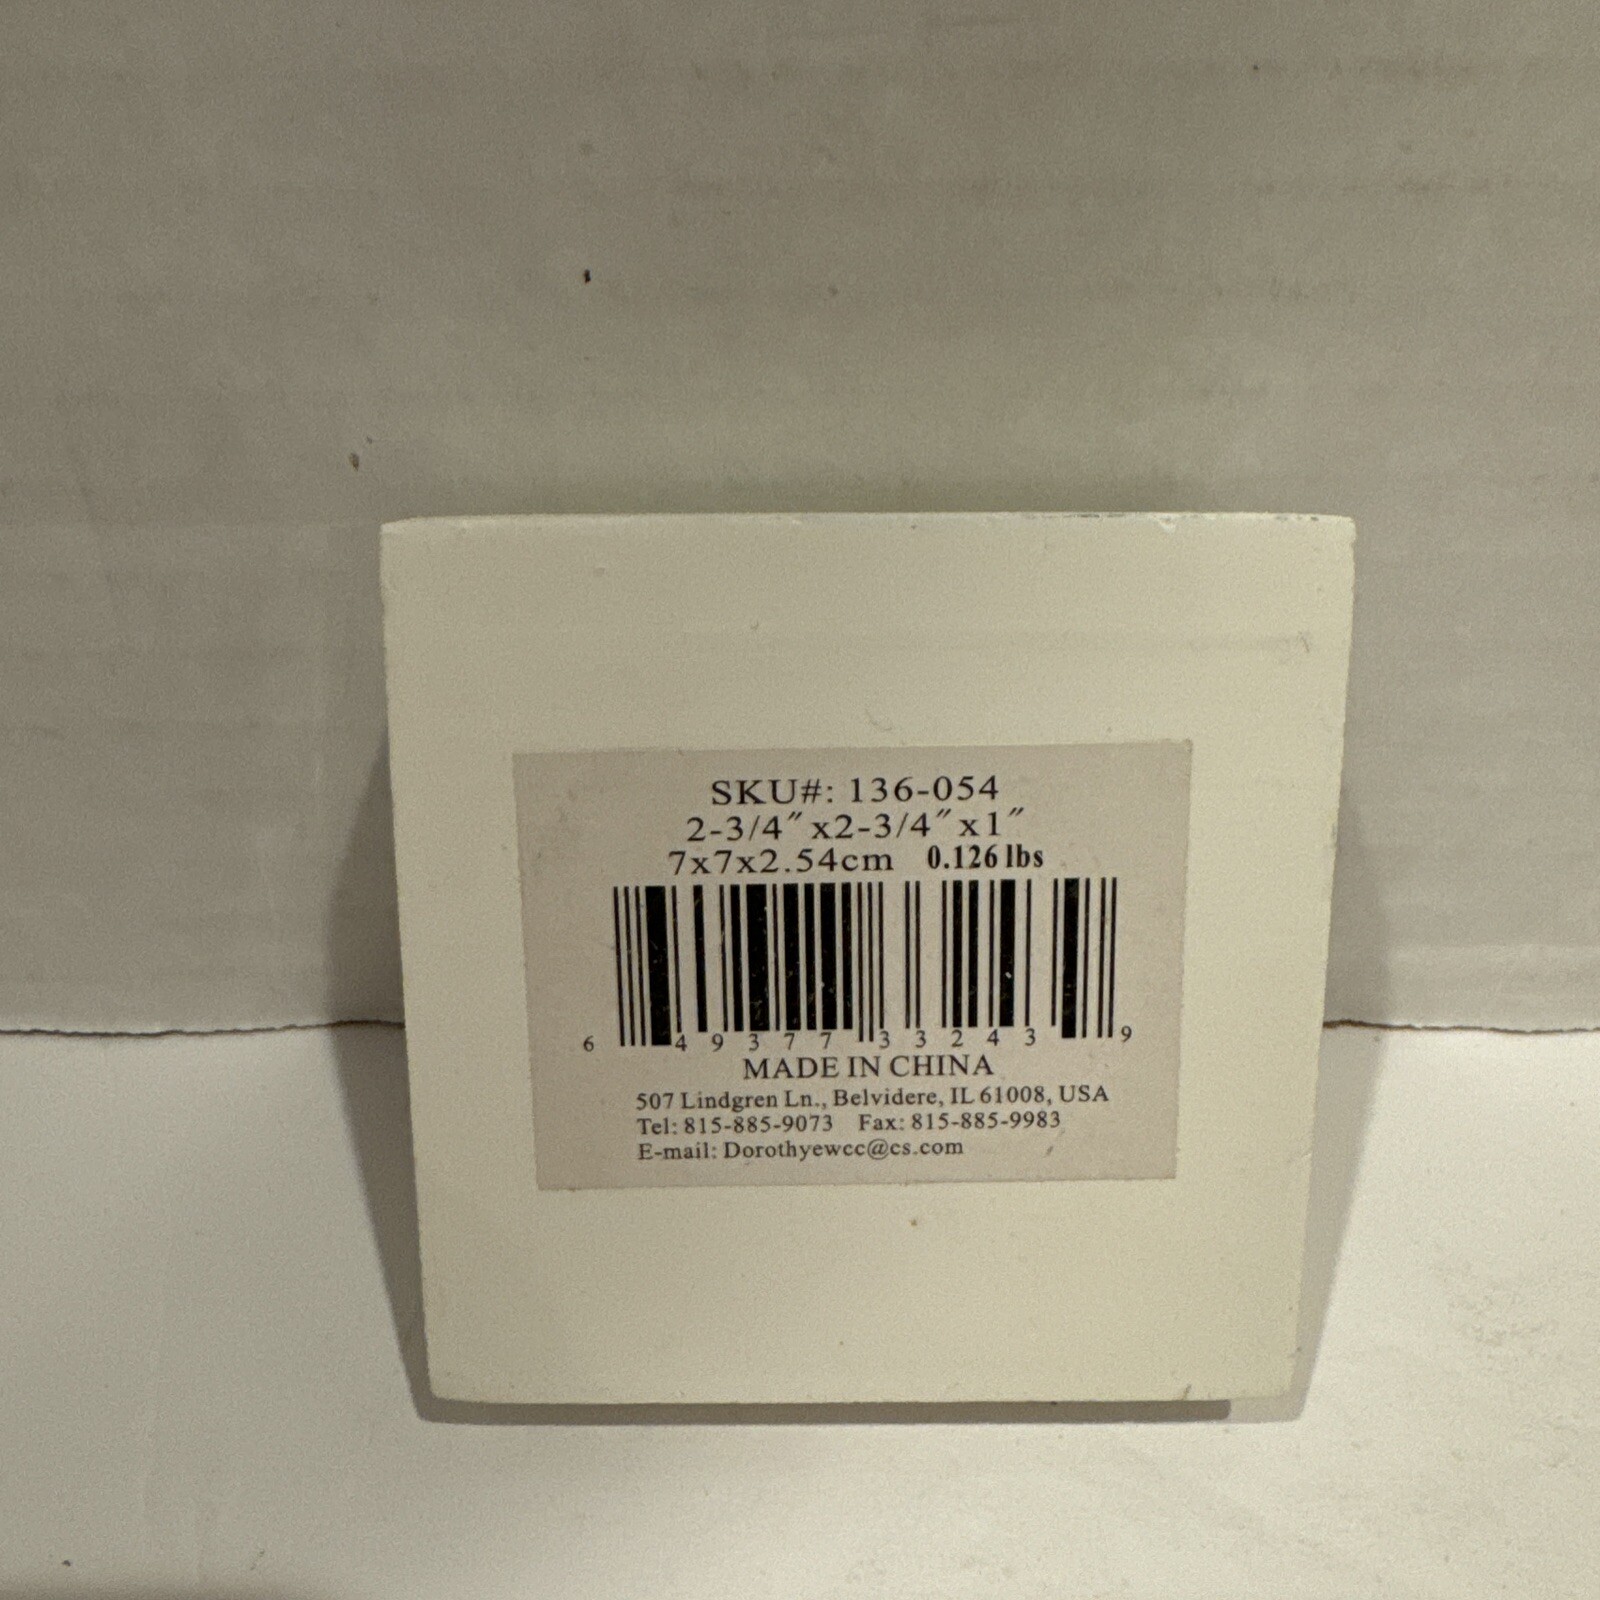 SKU#: 136-054
2-3/4″x2-3/4″x1″
7x7x2.54cm 0.126 lbs
6 49377 33243 9
MADE IN CHINA
507 Lindgren Ln., Belvidere, IL 61008, USA
Tel: 815-885-9073 Fax: 815-885-9983
E-mail: Dorothyewcc@cs.com